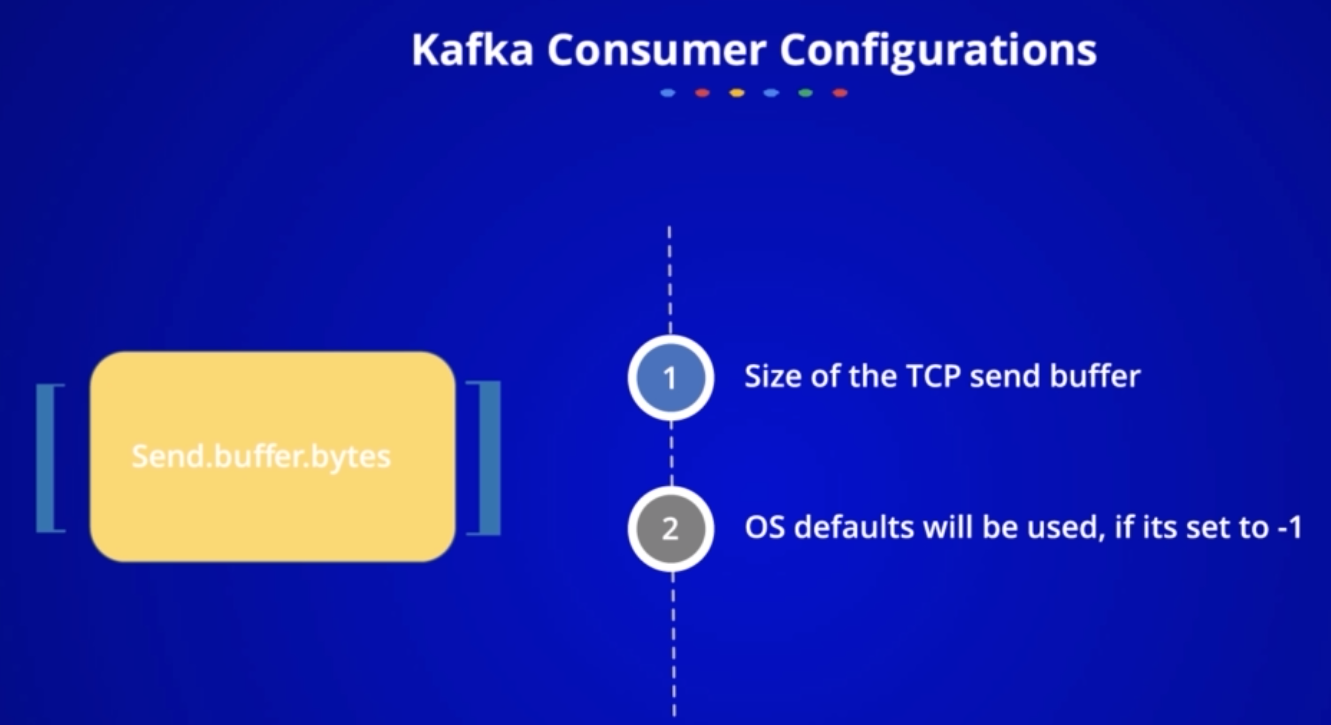 Kafka Consumer Configurations
Send.buffer.bytes
1 Size of the TCP send buffer
2 OS defaults will be used, if its set to -1